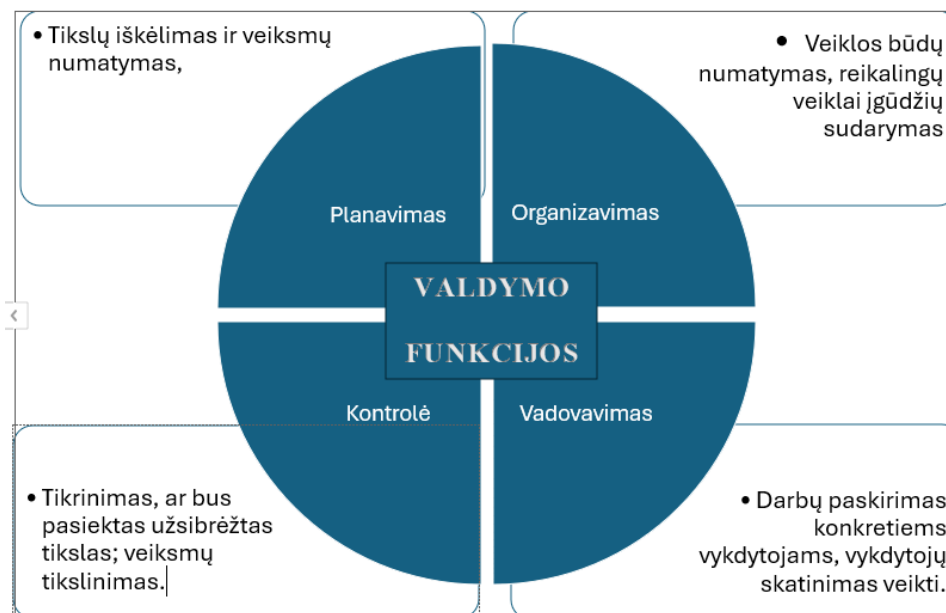 • Tikslų iškėlimas ir veiksmų
numatymas,
• Veiklos būdų
numatymas, reikalingų
veiklai įgūdžių
sudarymas
Planavimas
Organizavimas
VALDYMO
FUNKCIJOS
Kontrolė
Vadovavimas
• Tikrinimas, ar bus
pasiektas užsibrėžtas
tikslas; veiksmų
tikslinimas.
• Darbų paskirimas
konkretiems
vykdytojams, vykdytojų
skatinimas veikti.